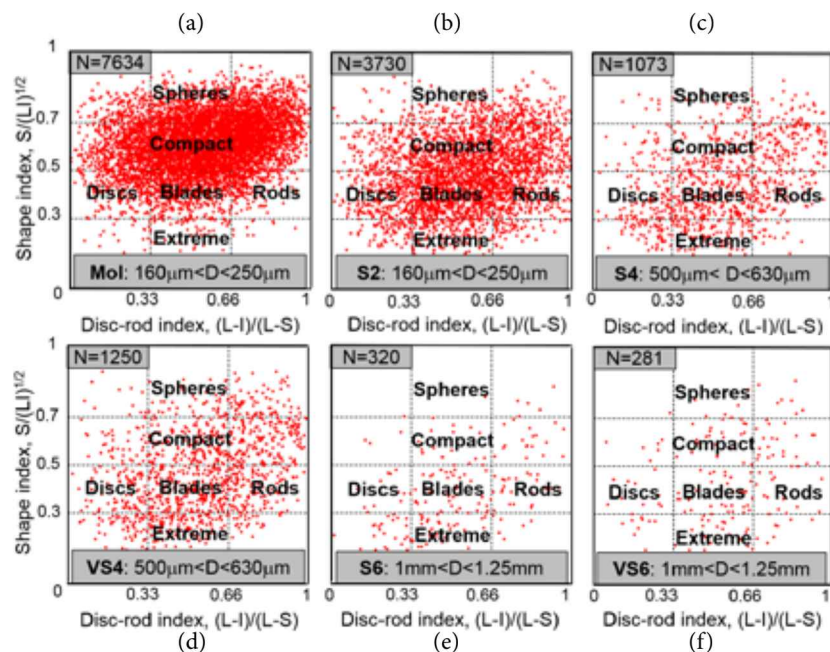 (a) (b) (c)
1
0.7
0.5
0.3
0
Shape index, S/(LI)1/2
N=7634
Spheres
Compact
Discs Blades Rods
Extreme
Mol: 160μm<D<250μm
0.33 0.66 1
Disc-rod index, (L-I)/(L-S)
N=3730
Spheres
Compact
Discs Blades Rods
Extreme
S2: 160μm<D<250μm
0 0.33 0.66 1
Disc-rod index, (L-I)/(L-S)
N=1073
Spheres
Compact
Discs Blades Rods
Extreme
S4: 500μm< D<630μm
0 0.33 0.66 1
Disc-rod index, (L-I)/(L-S)
1
0.7
0.5
0.3
0
Shape index, S/(LI)1/2
N=1250
Spheres
Compact
Discs Blades Rods
Extreme
VS4: 500μm<D<630μm
0.33 0.66 1
Disc-rod index, (L-I)/(L-S)
N=320
Spheres
Compact
Discs Blades Rods
Extreme
S6: 1mm<D<1.25mm
0 0.33 0.66 1
Disc-rod index, (L-I)/(L-S)
N=281
Spheres
Compact
Discs Blades Rods
Extreme
VS6: 1mm<D<1.25mm
0 0.33 0.66 1
Disc-rod index, (L-I)/(L-S)
(d) (e) (f)